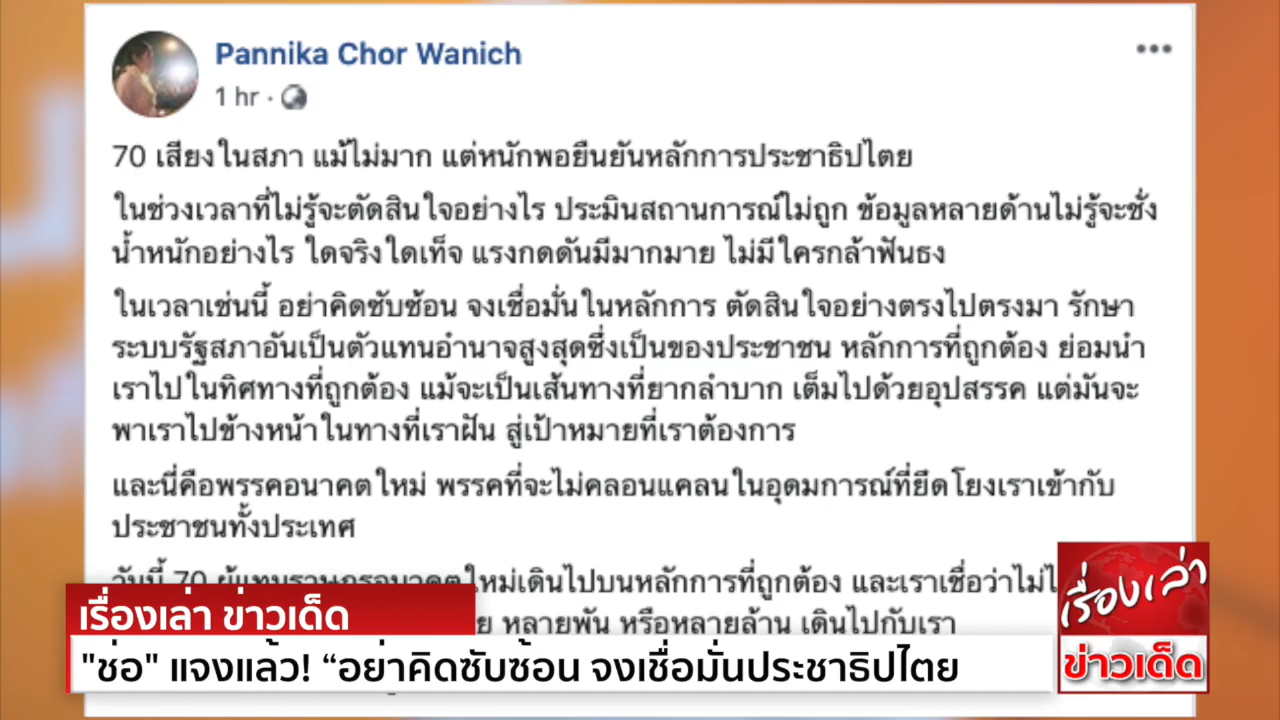 Pannika Chor Wanich
1 hr ·
70 เสียงในสภา แม้ไม่มาก แต่หนักพอยืนยันหลักการประชาธิปไตย
ในช่วงเวลาที่ไม่รู้จะตัดสินใจอย่างไร ประมินสถานการณ์ไม่ถูก ข้อมูลหลายด้านไม่รู้จะชั่ง
น้ำหนักอย่างไร ใดจริงใดเท็จ แรงกดดันมีมากมาย ไม่มีใครกล้าฟันธง
ในเวลาเช่นนี้ อย่าคิดซับซ้อน จงเชื่อมั่นในหลักการ ตัดสินใจอย่างตรงไปตรงมา รักษา
ระบบรัฐสภาอันเป็นตัวแทนอำนาจสูงสุดซึ่งเป็นของประชาชน หลักการที่ถูกต้อง ย่อมนำ
เราไปในทิศทางที่ถูกต้อง แม้จะเป็นเส้นทางที่ยากลำบาก เต็มไปด้วยอุปสรรค แต่มันจะ
พาเราไปข้างหน้าในทางที่เราฝัน สู่เป้าหมายที่เราต้องการ
และนี่คือพรรคอนาคตใหม่ พรรคที่จะไม่คลอนแคลนในอุดมการณ์ที่ยึดโยงเราเข้ากับ
ประชาชนทั้งประเทศ
วันนี้ 70 ผู้แทนราษฎรอนาคตใหม่เดินไปบนหลักการที่ถูกต้อง และเราเชื่อว่าไม่
หลายพัน หรือหลายล้าน เดินไปกับเรา
เรื่องเล่า ข่าวเด็ด
"ช่อ" แจงแล้ว! “อย่าคิดซับซ้อน จงเชื่อมั่นประชาธิปไตย
เรื่องเล่า
ข่าวเด็ด